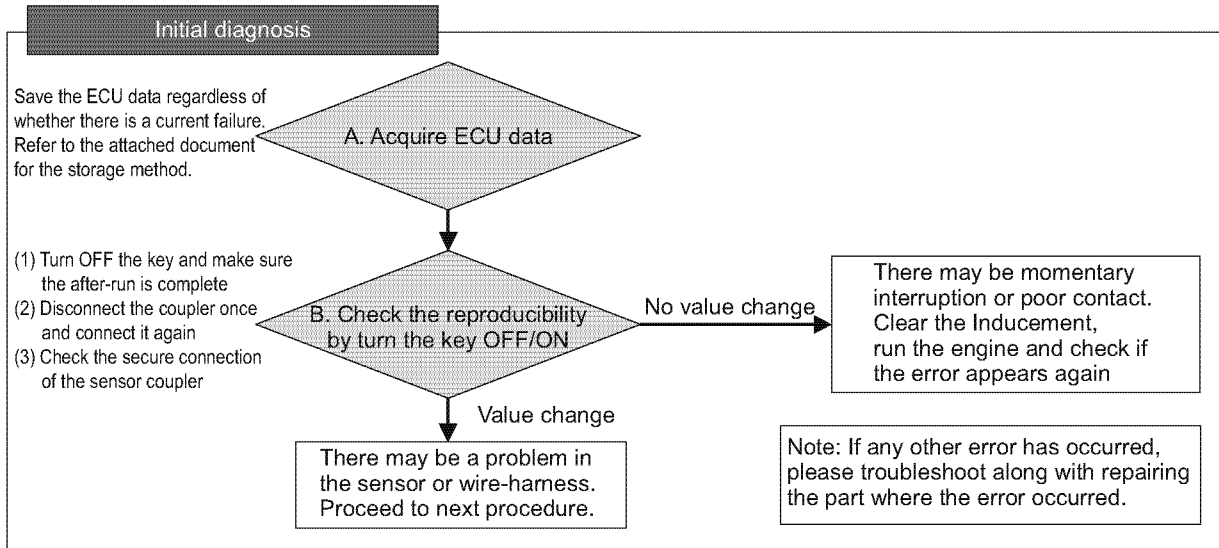 Initial diagnosis
Save the ECU data regardless of
whether there is a current failure.
Refer to the attached document
for the storage method.
A. Acquire ECU data
(1) Turn OFF the key and make sure
the after-run is complete
(2) Disconnect the coupler once
and connect it again
(3) Check the secure connection
of the sensor coupler
B. Check the reproducibility
by turn the key OFF/ON
No value change
There may be momentary
interruption or poor contact.
Clear the Inducement,
run the engine and check if
the error appears again
Value change
There may be a problem in
the sensor or wire-harness.
Proceed to next procedure.
Note: If any other error has occurred,
please troubleshoot along with repairing
the part where the error occurred.